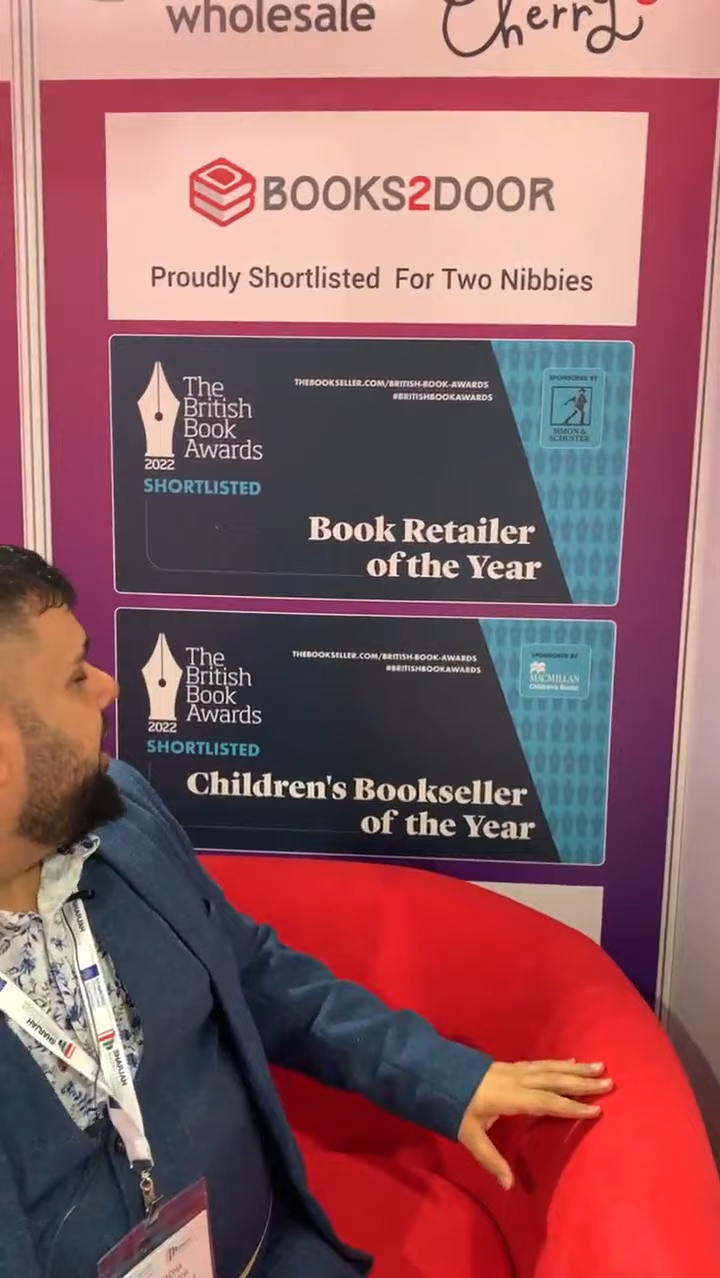 wholesale
Cherry
BOOKS2DOOR
Proudly Shortlisted For Two Nibbies
The
British
Book
Awards
2022
SHORTLISTED
THEBOOKSELLER.COM/BRITISH-BOOK-AWARDS
#BRITISHBOOKAWARDS
SPONSORED BY
SIMON &
SCHUSTER
Book Retailer
of the Year
The
British
Book
Awards
2022
SHORTLISTED
THEBOOKSELLER.COM/BRITISH-BOOK-AWARDS
#BRITISHBOOKAWARDS
SPONSORED BY
MACMILLAN
Children's Books
Children's Bookseller
of the Year
SHARJAH
SHARJAH
SHARJAH